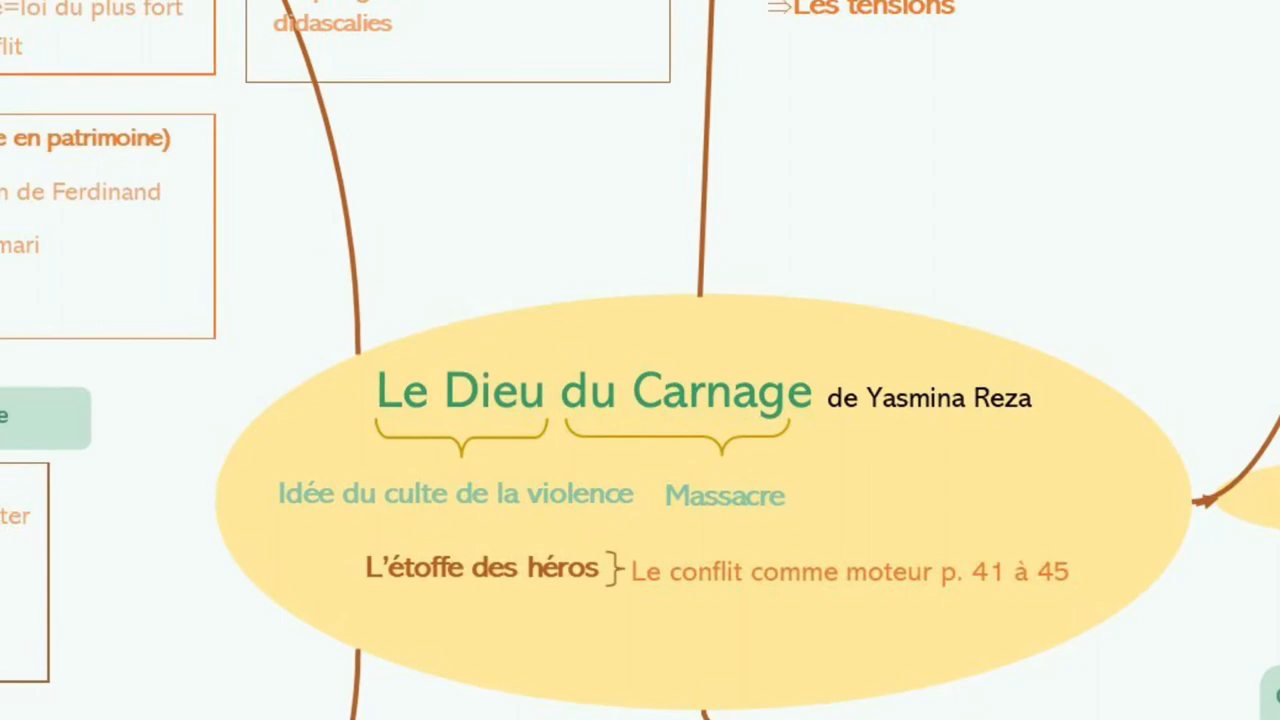 =loi du plus fort
flit
didascalies
⇒Les tensions
e en patrimoine)
n de Ferdinand
mari
e
ter
Le Dieu du Carnage de Yasmina Reza
Idée du culte de la violence Massacre
L’étoffe des héros }Le conflit comme moteur p. 41 à 45